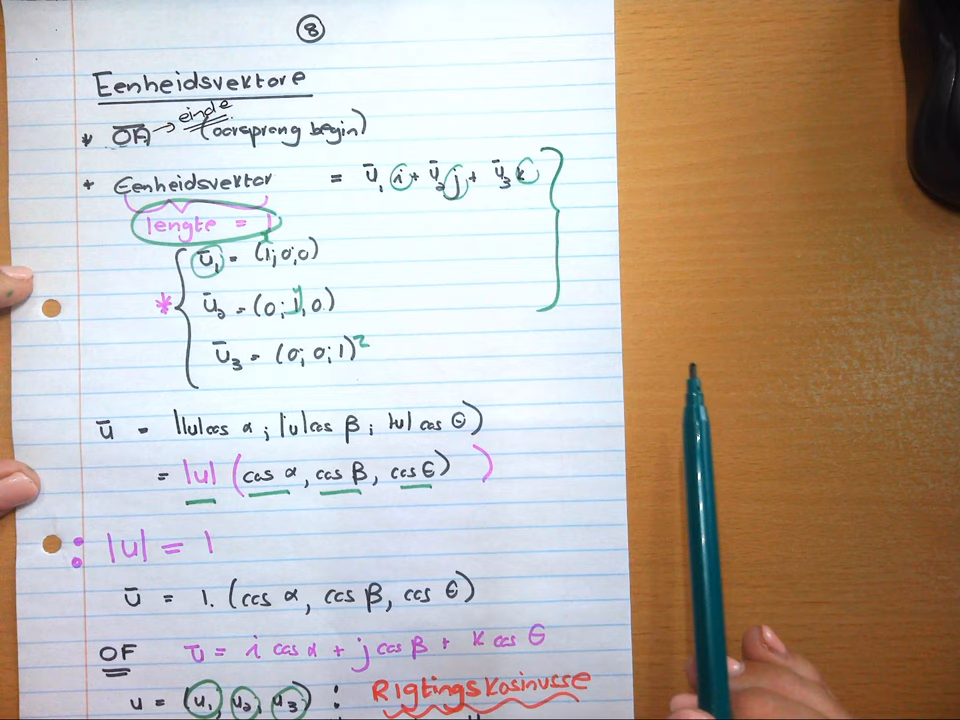 8
Eenheidsvektore
einde
* OA → (oorsprong begin)
* Eenheidsvektor = ū₁ i + ū₂ j + ū₃ k
lengte = 1
ū₁ = (1; 0; 0)
* ū₂ = (0; 1; 0) y
ū₃ = (0; 0; 1) z
ū = |u| cos α ; |u| cos β ; |u| cos θ )
= |u| (cos α, cos β, cos θ) )
: |u| = 1
ū = 1. (cos α, cos β, cos θ)
OF ū = i cos α + j cos β + k cos θ
u = (u₁, u₂, u₃) : Rigtings Kosinusse